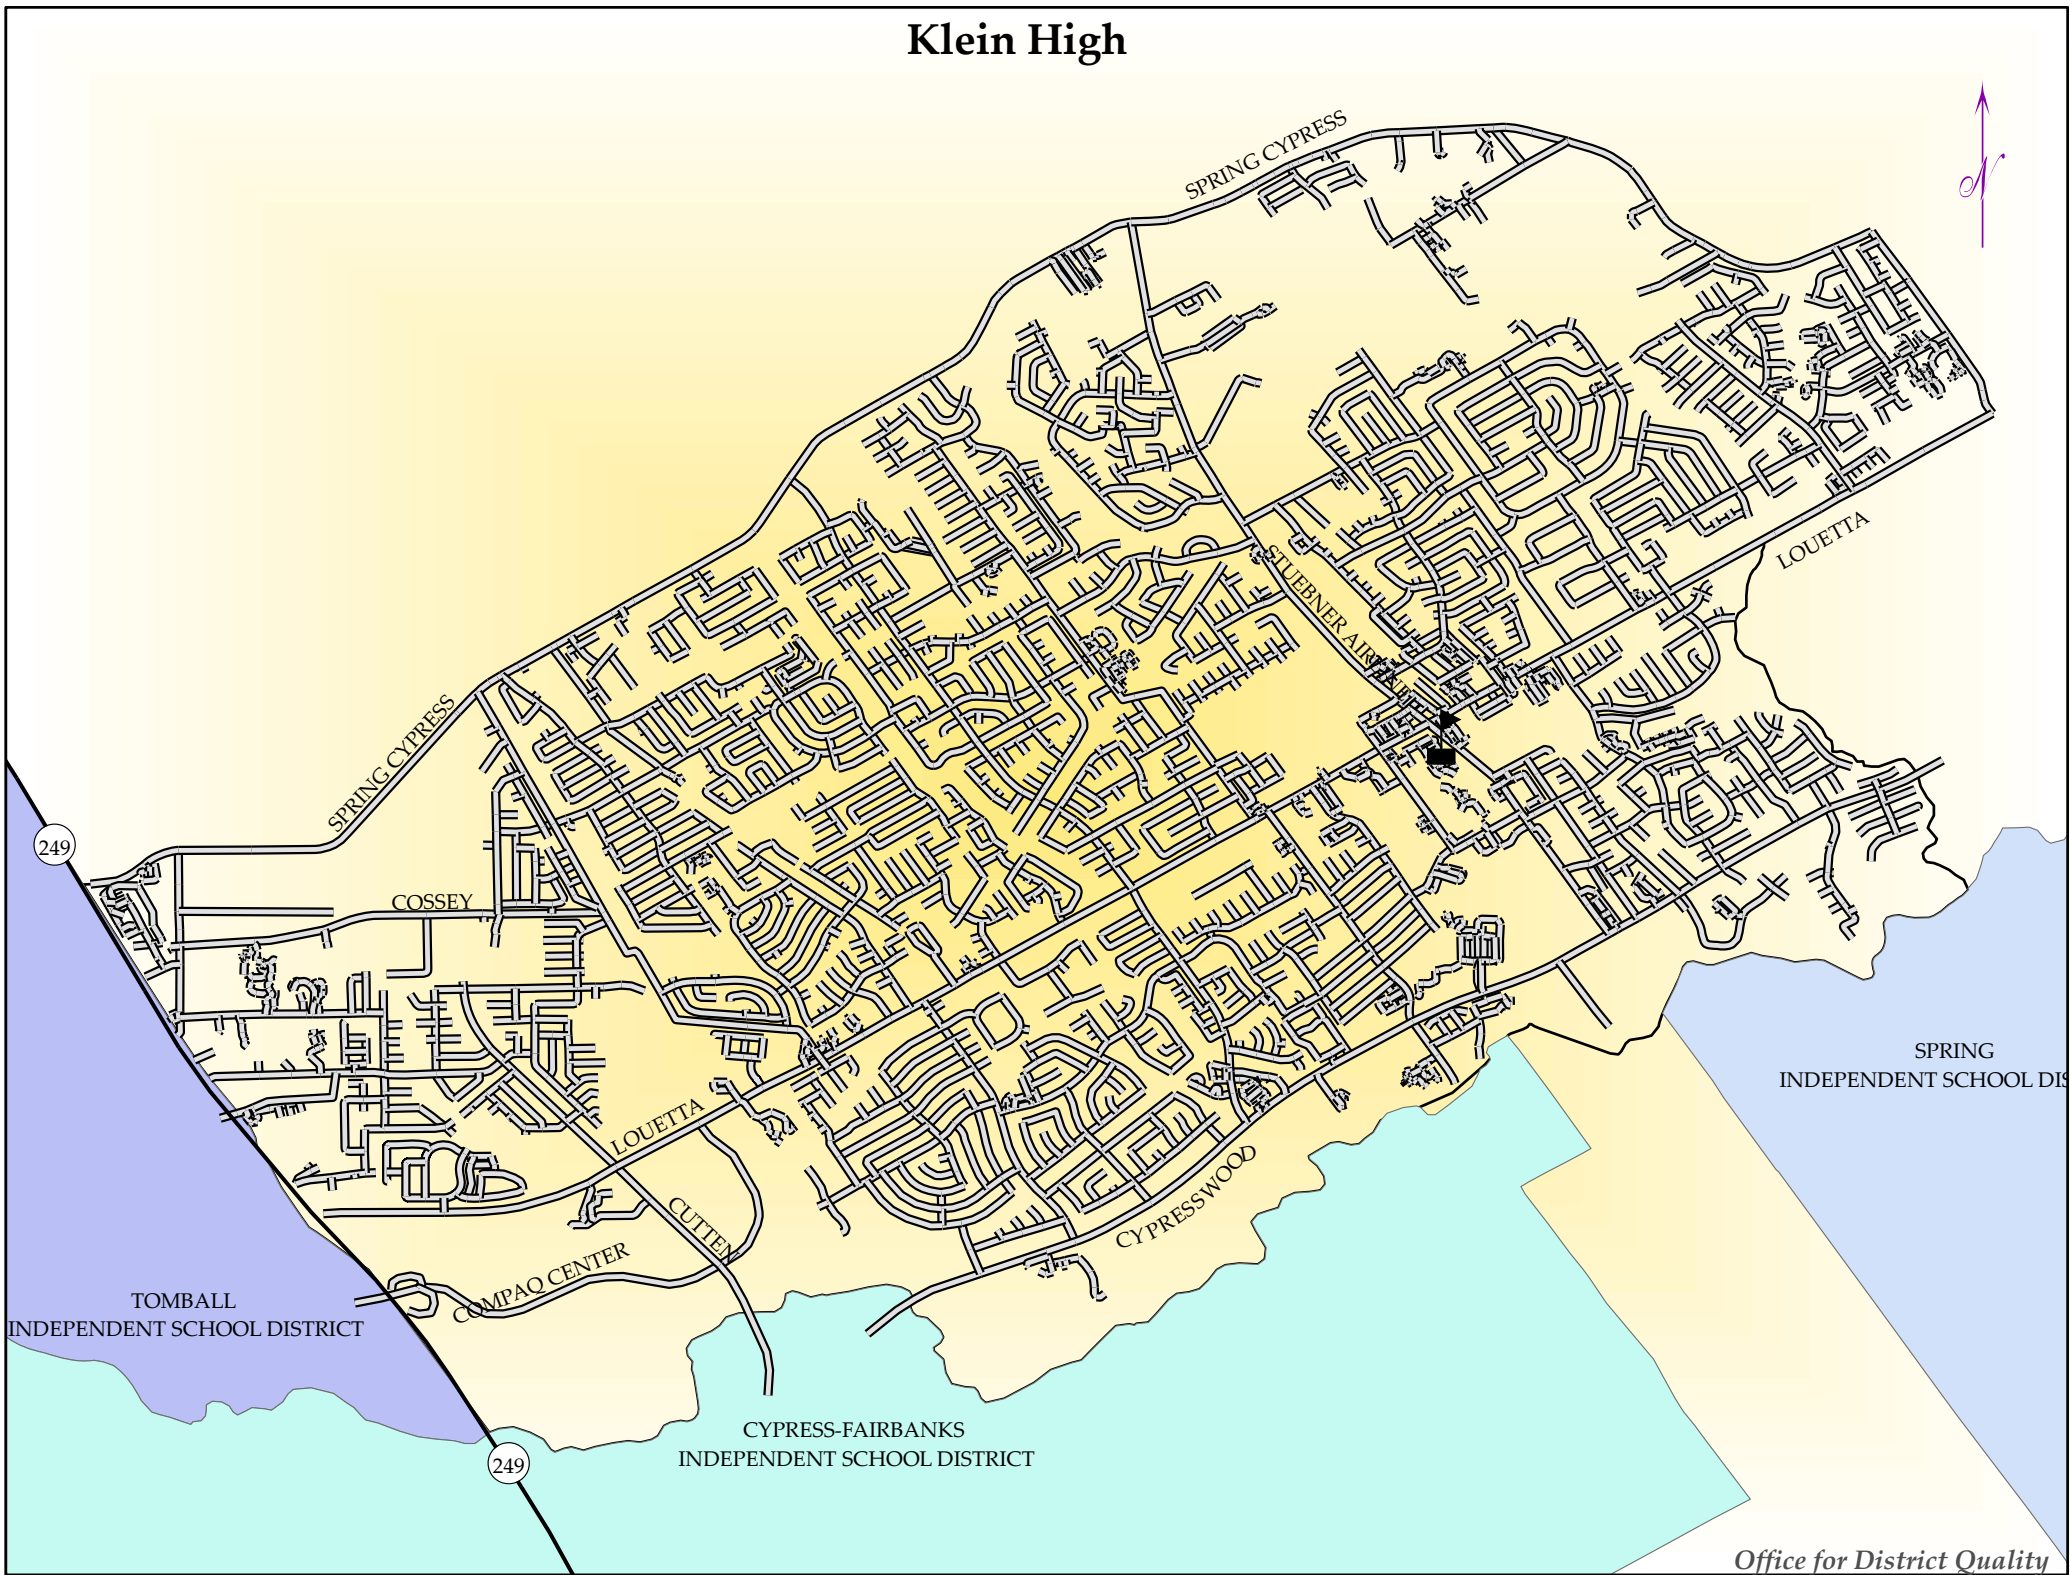 Klein High
SPRING CYPRESS
N
LOUETTA
STUEBNER AIRLINE
SPRING CYPRESS
249
COSSEY
SPRING
INDEPENDENT SCHOOL DIS
LOUETTA
CYPRESSWOOD
CUTTEN
COMPAQ CENTER
TOMBALL
INDEPENDENT SCHOOL DISTRICT
CYPRESS-FAIRBANKS
INDEPENDENT SCHOOL DISTRICT
249
Office for District Quality